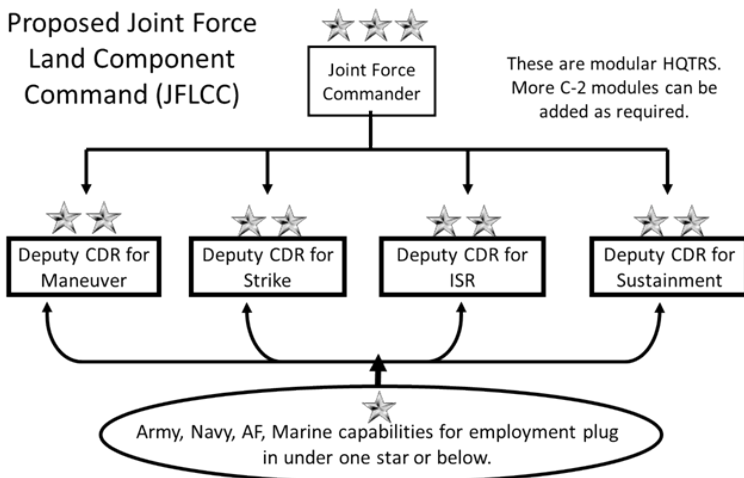 Proposed Joint Force
Land Component
Command (JFLCC)
Joint Force
Commander
These are modular HQTRS.
More C-2 modules can be
added as required.
Deputy CDR for
Maneuver
Deputy CDR for
Strike
Deputy CDR for
ISR
Deputy CDR for
Sustainment
Army, Navy, AF, Marine capabilities for employment plug
in under one star or below.